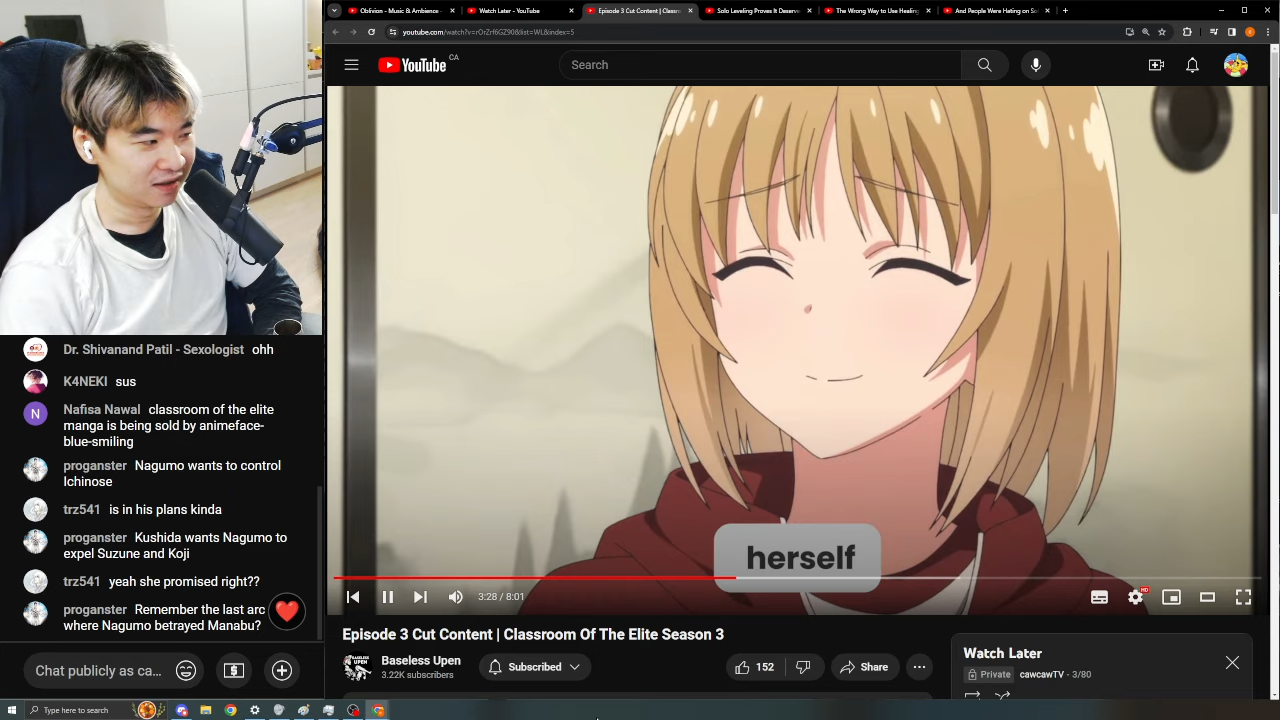 Oblivion - Music & Ambience -
Watch Later - YouTube
Episode 3 Cut Content | Classr
Solo Leveling Proves It Deserve
The Wrong Way to Use Healing
And People Were Hating on So
youtube.com/watch?v=rOrZrf6GZ90&list=WL&index=5
YouTube CA
Search
Dr. Shivanand Patil - Sexologist ohh
K4NEKI sus
Nafisa Nawal classroom of the elite
manga is being sold by animeface-
blue-smiling
proganster Nagumo wants to control
Ichinose
trz541 is in his plans kinda
proganster Kushida wants Nagumo to
expel Suzune and Koji
trz541 yeah she promised right??
proganster Remember the last arc
where Nagumo betrayed Manabu?
Chat publicly as ca...
herself
3:28 / 8:01
HD
Episode 3 Cut Content | Classroom Of The Elite Season 3
Baseless Upen
3.22K subscribers
Subscribed
152
Share
Watch Later
Private cawcawTV - 3/80
Type here to search